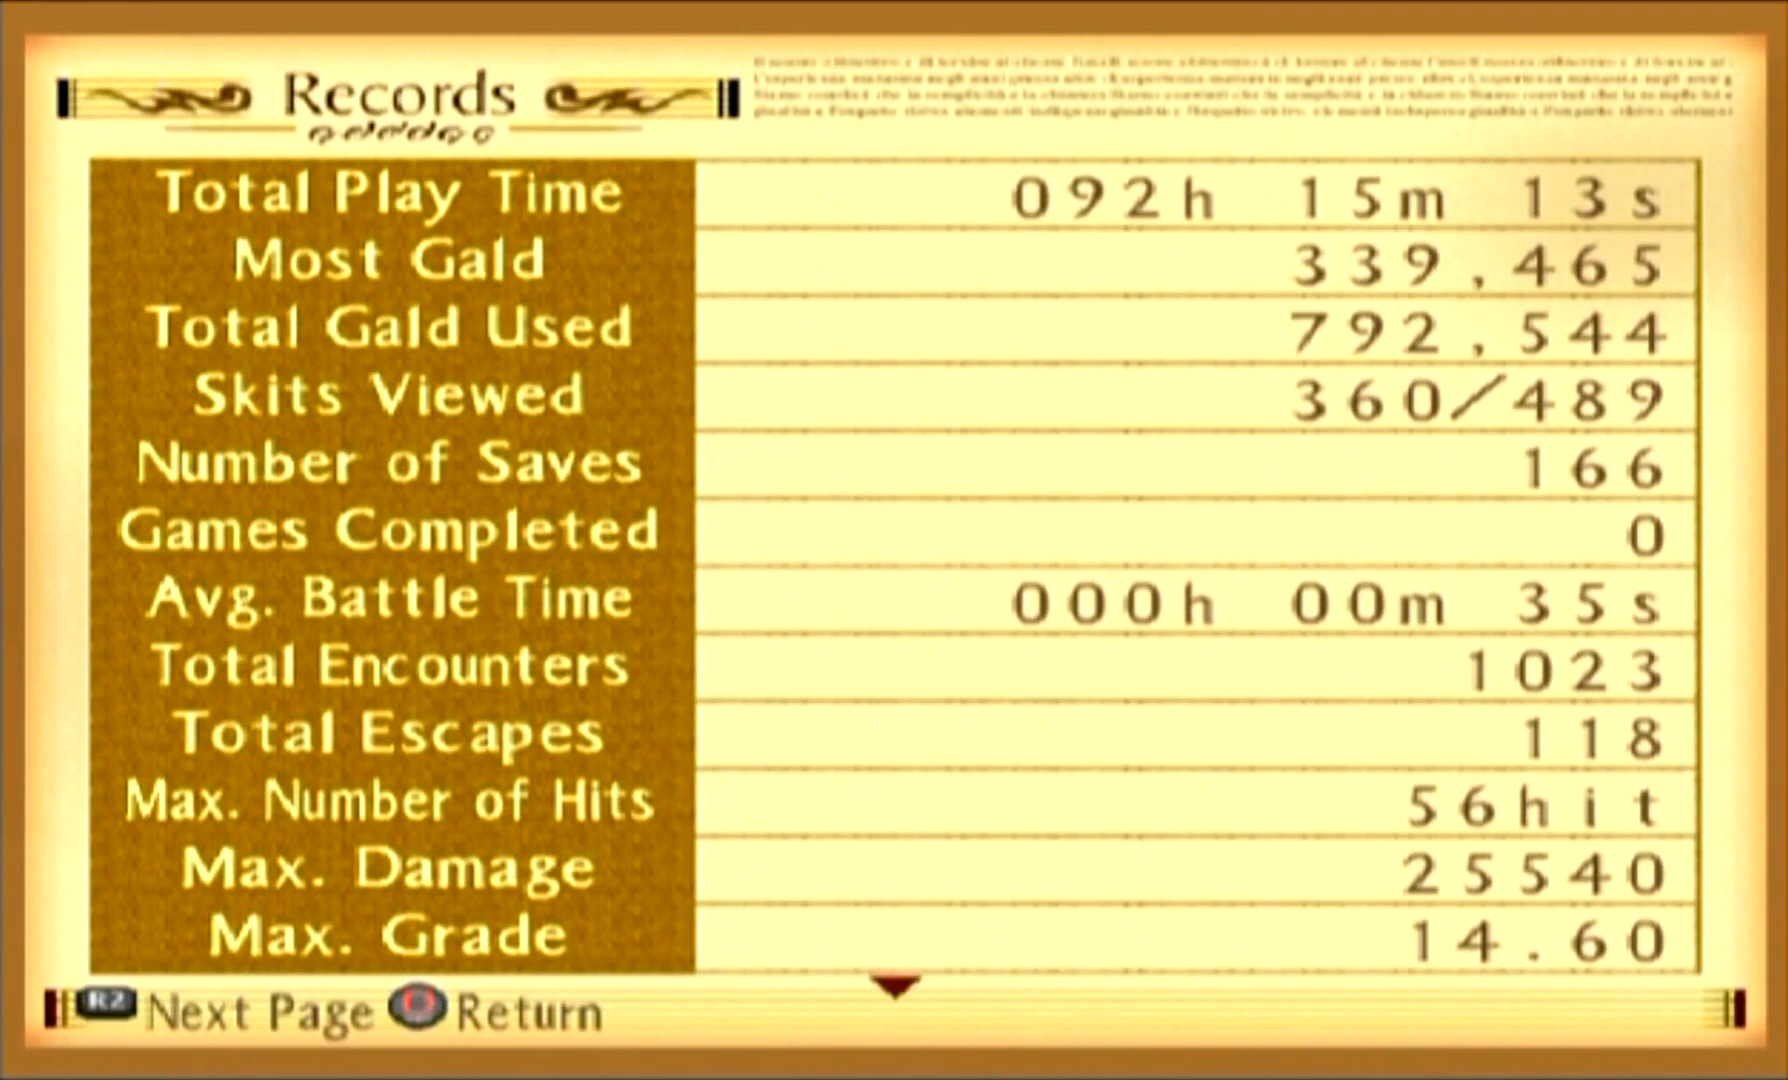 Records
Total Play Time 092h 15m 13s
Most Gald 339,465
Total Gald Used 792,544
Skits Viewed 360/489
Number of Saves 166
Games Completed 0
Avg. Battle Time 000h 00m 35s
Total Encounters 1023
Total Escapes 118
Max. Number of Hits 56hit
Max. Damage 25540
Max. Grade 14.60
R2 Next Page Return